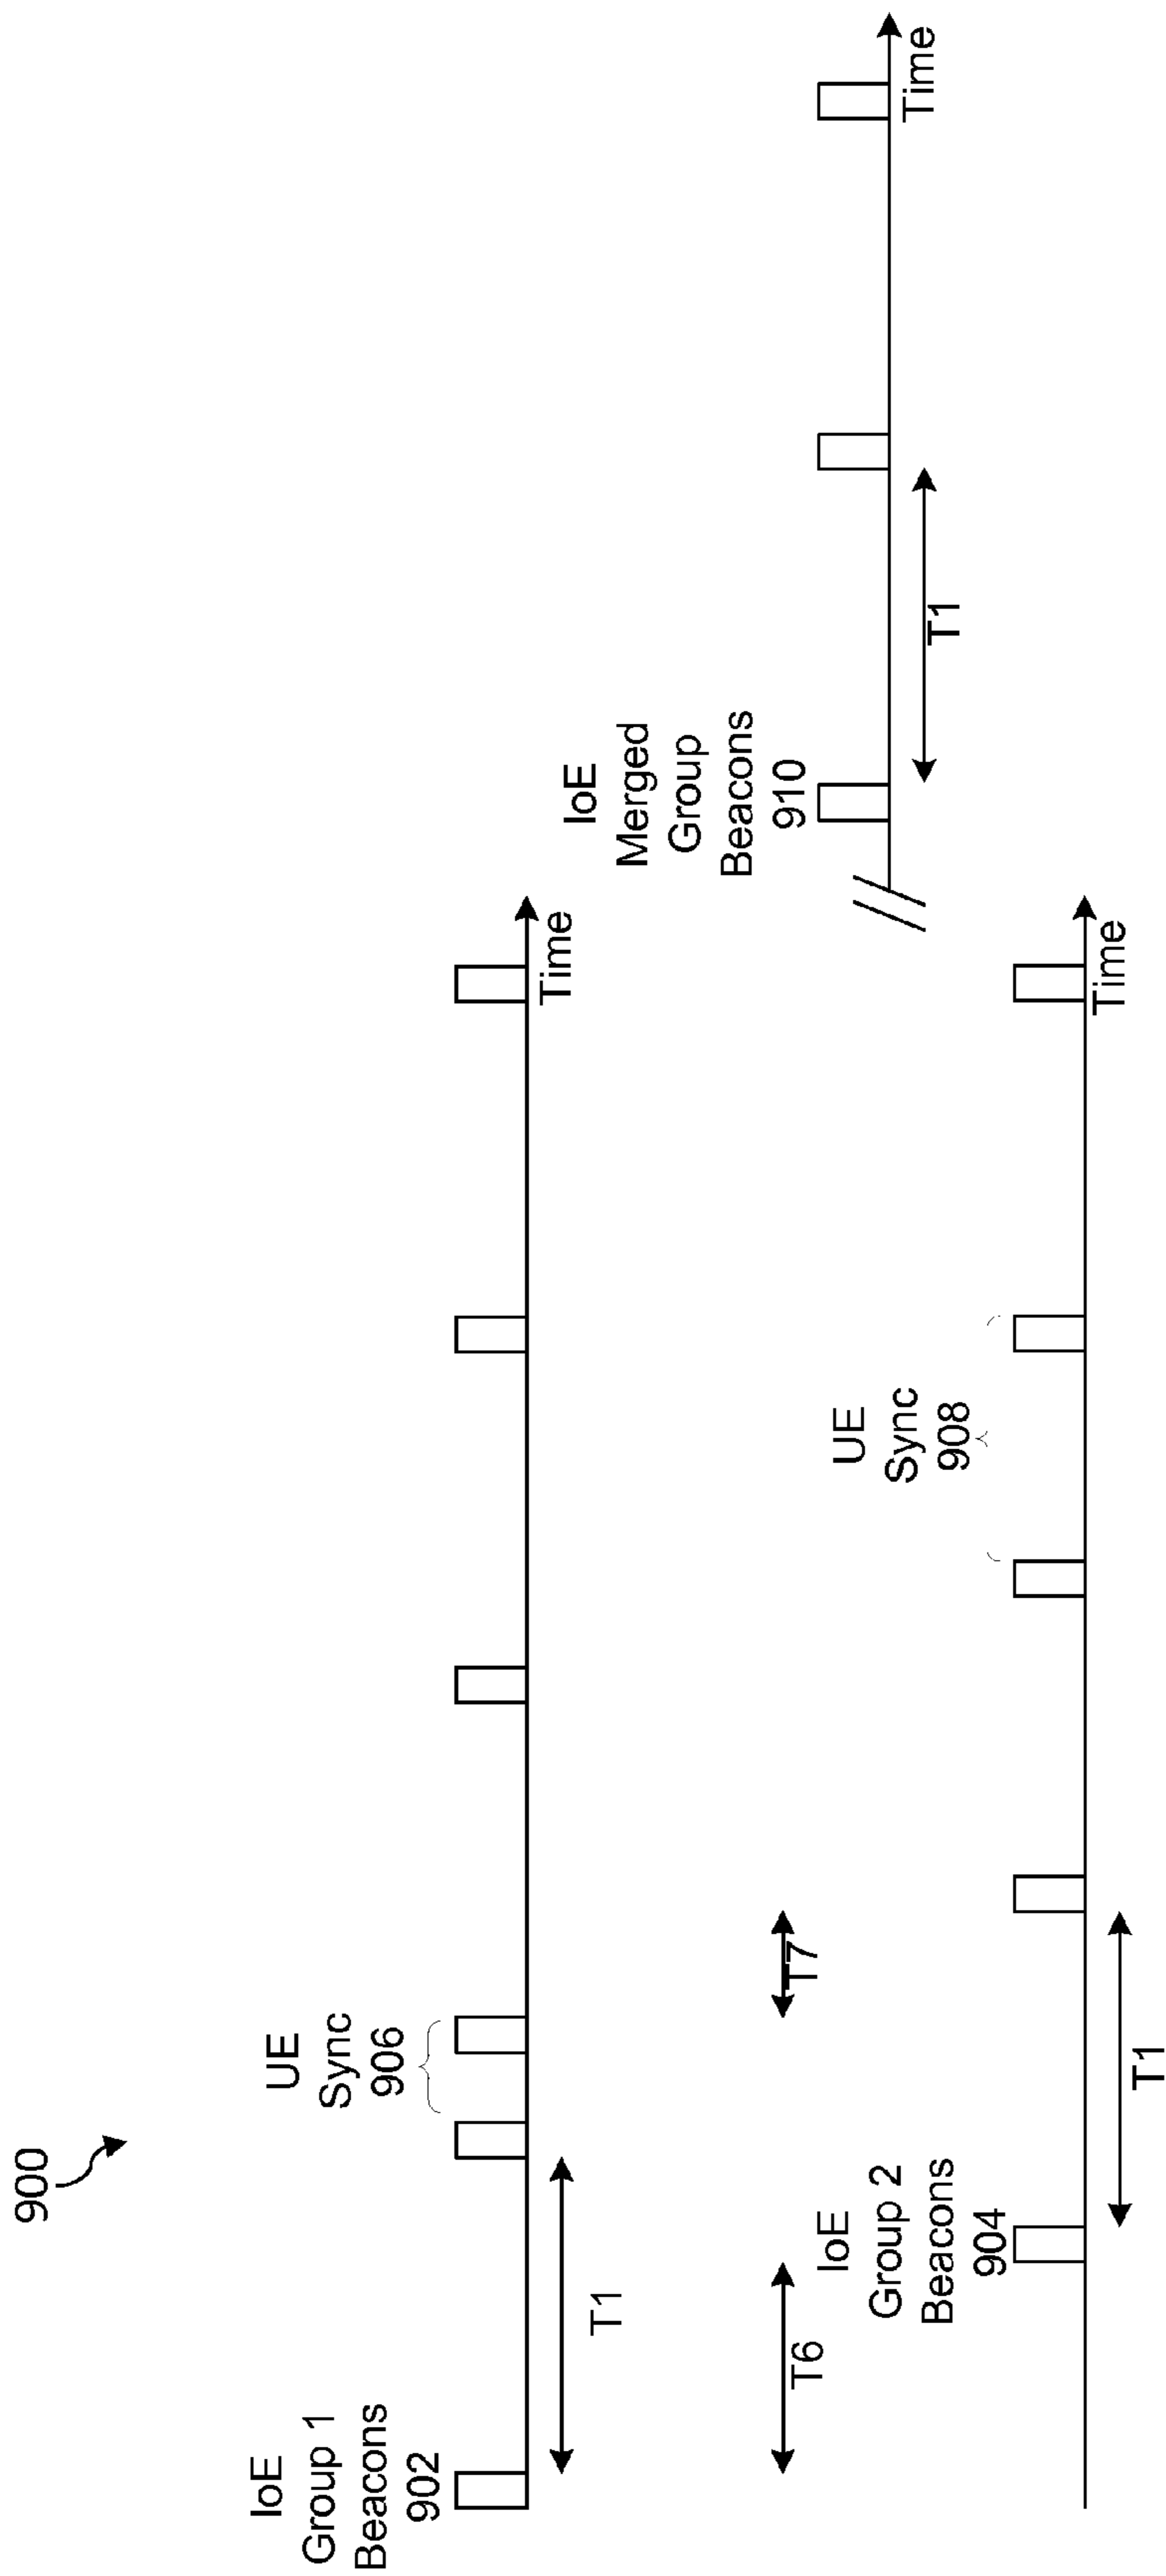 900
IoE
Group 1
Beacons
902
T1
UE
Sync
906
Time
T6
T7
IoE
Group 2
Beacons
904
T1
UE
Sync
908
Time
IoE
Merged
Group
Beacons
910
T1
Time